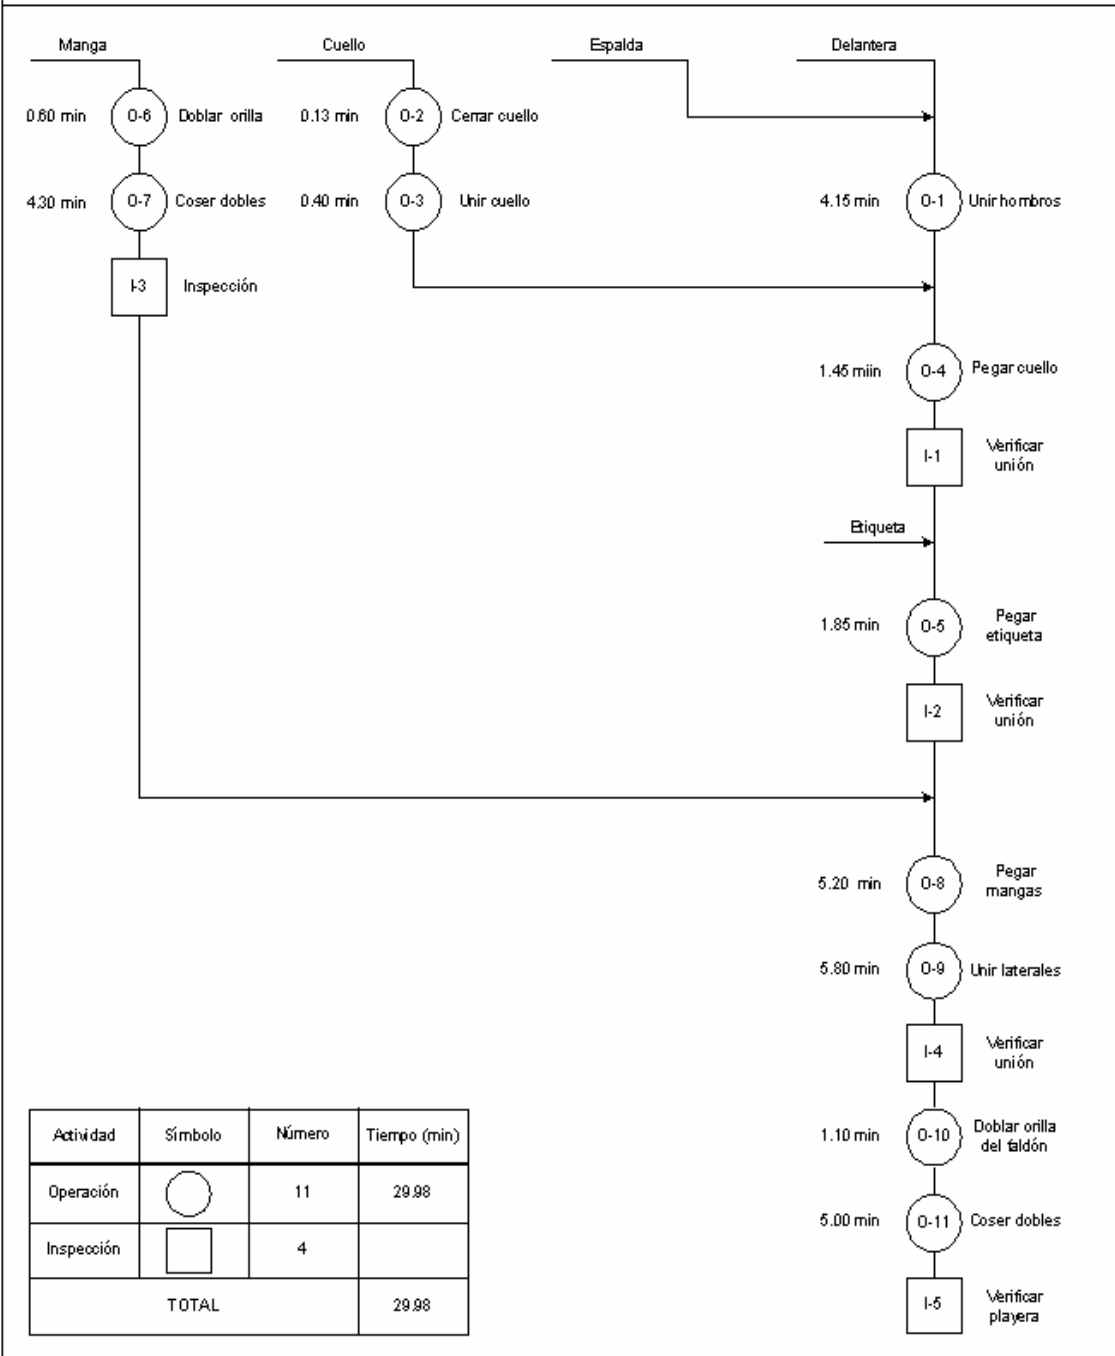 Manga
Cuello
Espalda
Delantera
0.60 min
O-6
Doblar orilla
0.13 min
O-2
Cerrar cuello
4.30 min
O-7
Coser dobles
0.40 min
O-3
Unir cuello
4.15 min
O-1
Unir hombros
I-3
Inspección
1.45 miin
O-4
Pegar cuello
I-1
Verificar
unión
Etiqueta
1.85 min
O-5
Pegar
etiqueta
I-2
Verificar
unión
5.20 min
O-8
Pegar
mangas
5.80 min
O-9
Unir laterales
I-4
Verificar
unión
1.10 min
O-10
Doblar orilla
del faldón
5.00 min
O-11
Coser dobles
I-5
Verificar
playera
Actividad Símbolo Número Tiempo (min)
Operación 11 29.98
Inspección 4
TOTAL 29.98